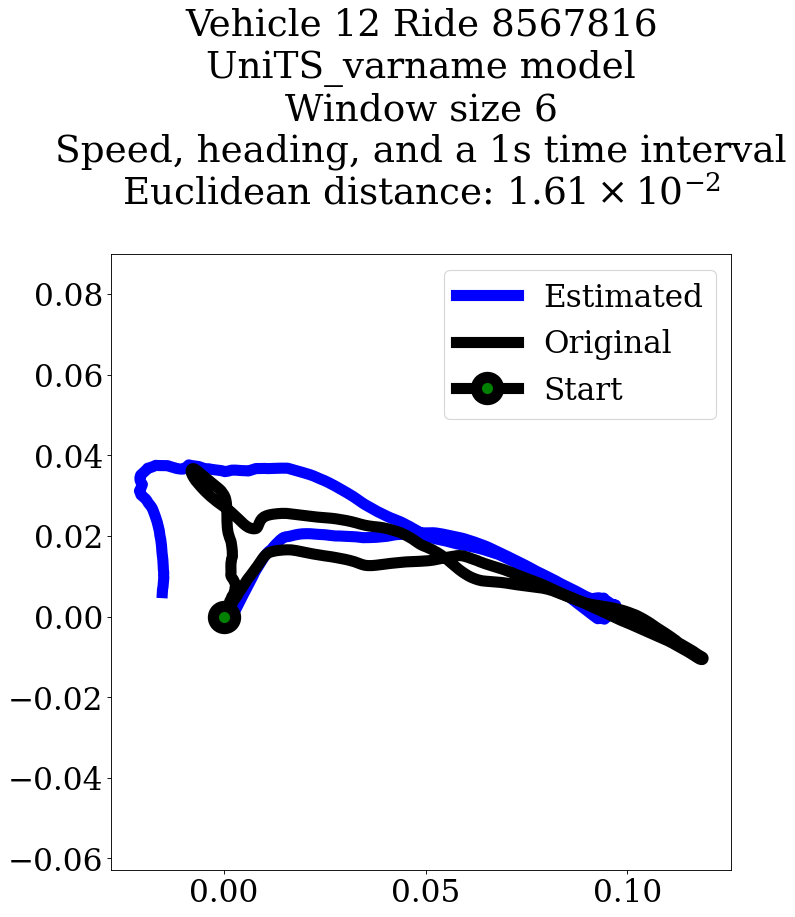 Vehicle 12 Ride 8567816
UniTS_varname model
Window size 6
Speed, heading, and a 1s time interval
Euclidean distance: 1.61 × 10⁻²
Estimated
Original
Start
0.08
0.06
0.04
0.02
0.00
−0.02
−0.04
−0.06
0.00 0.05 0.10